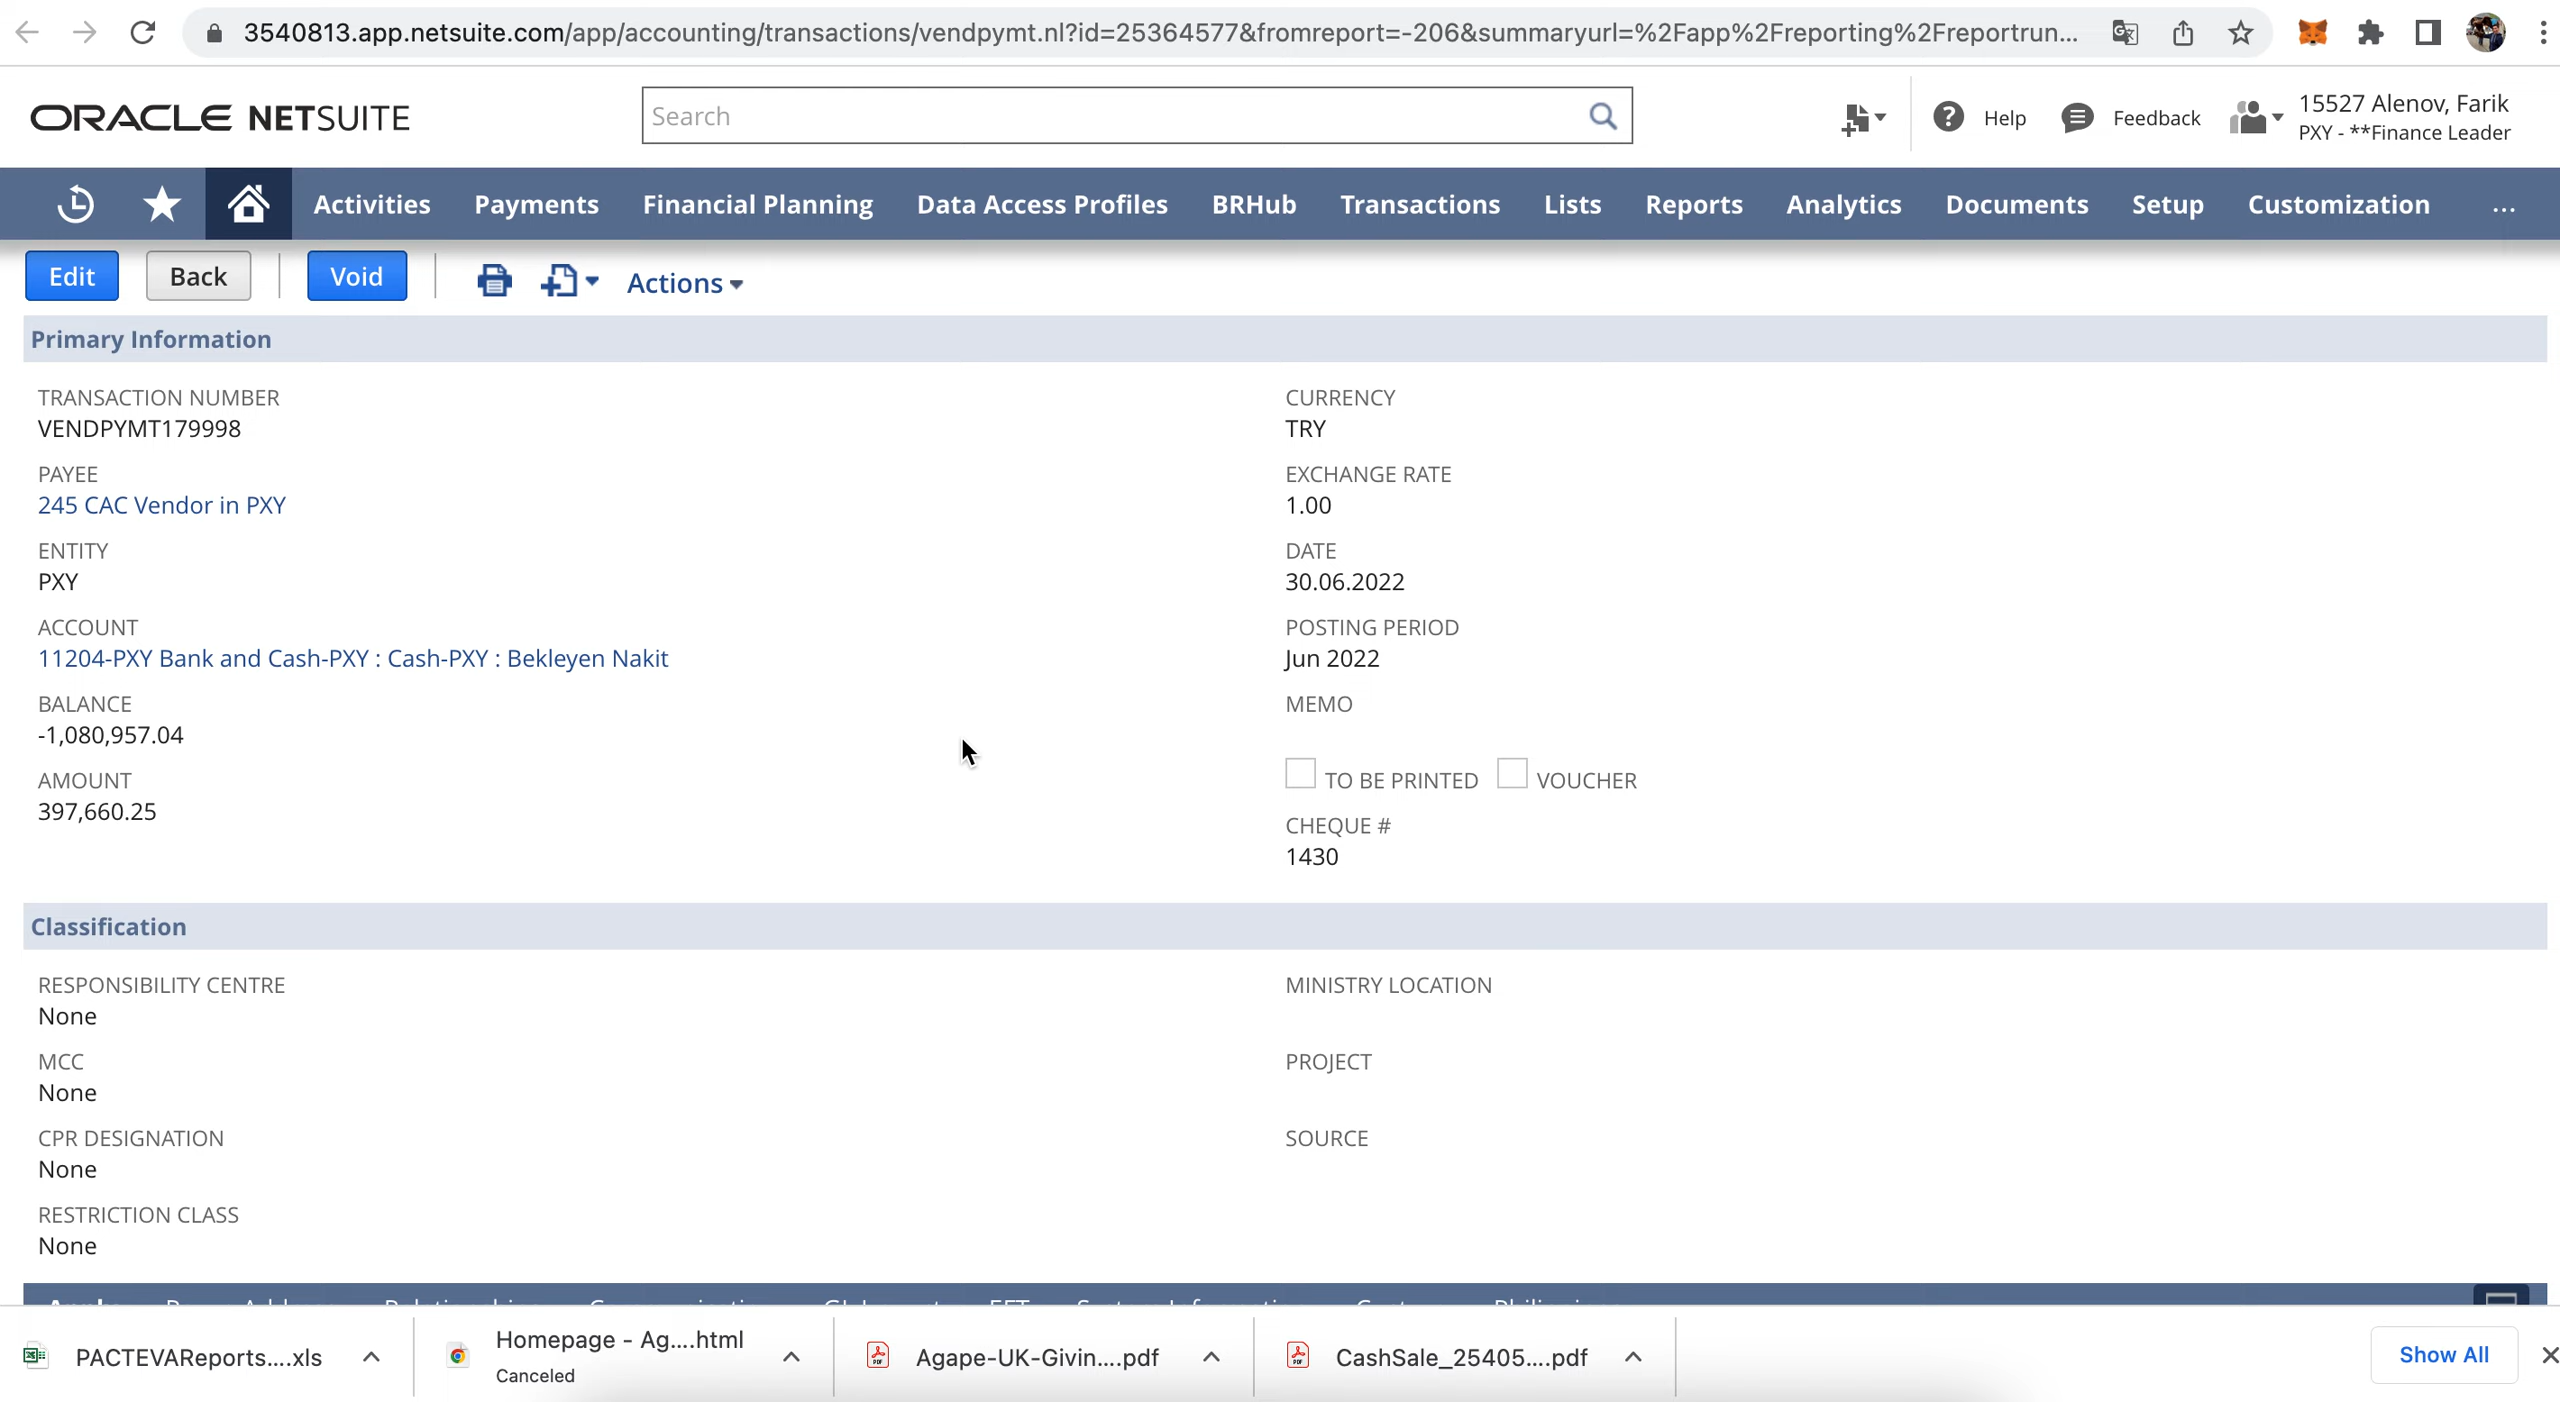 3540813.app.netsuite.com/app/accounting/transactions/vendpymt.nl?id=25364577&fromreport=-206&summaryurl=%2Fapp%2Freporting%2Freportrun...
ORACLE NETSUITE
Search
Help
Feedback
15527 Alenov, Farik
PXY - **Finance Leader
Activities Payments Financial Planning Data Access Profiles BRHub Transactions Lists Reports Analytics Documents Setup Customization ...
Edit Back Void Actions
Primary Information
TRANSACTION NUMBER
VENDPYMT179998
PAYEE
245 CAC Vendor in PXY
ENTITY
PXY
ACCOUNT
11204-PXY Bank and Cash-PXY : Cash-PXY : Bekleyen Nakit
BALANCE
-1,080,957.04
AMOUNT
397,660.25
CURRENCY
TRY
EXCHANGE RATE
1.00
DATE
30.06.2022
POSTING PERIOD
Jun 2022
MEMO
TO BE PRINTED VOUCHER
CHEQUE #
1430
Classification
RESPONSIBILITY CENTRE
None
MCC
None
CPR DESIGNATION
None
RESTRICTION CLASS
None
MINISTRY LOCATION
PROJECT
SOURCE
PACTEVAReports....xls
Homepage - Ag....html
Canceled
Agape-UK-Givin....pdf
CashSale_25405....pdf
Show All